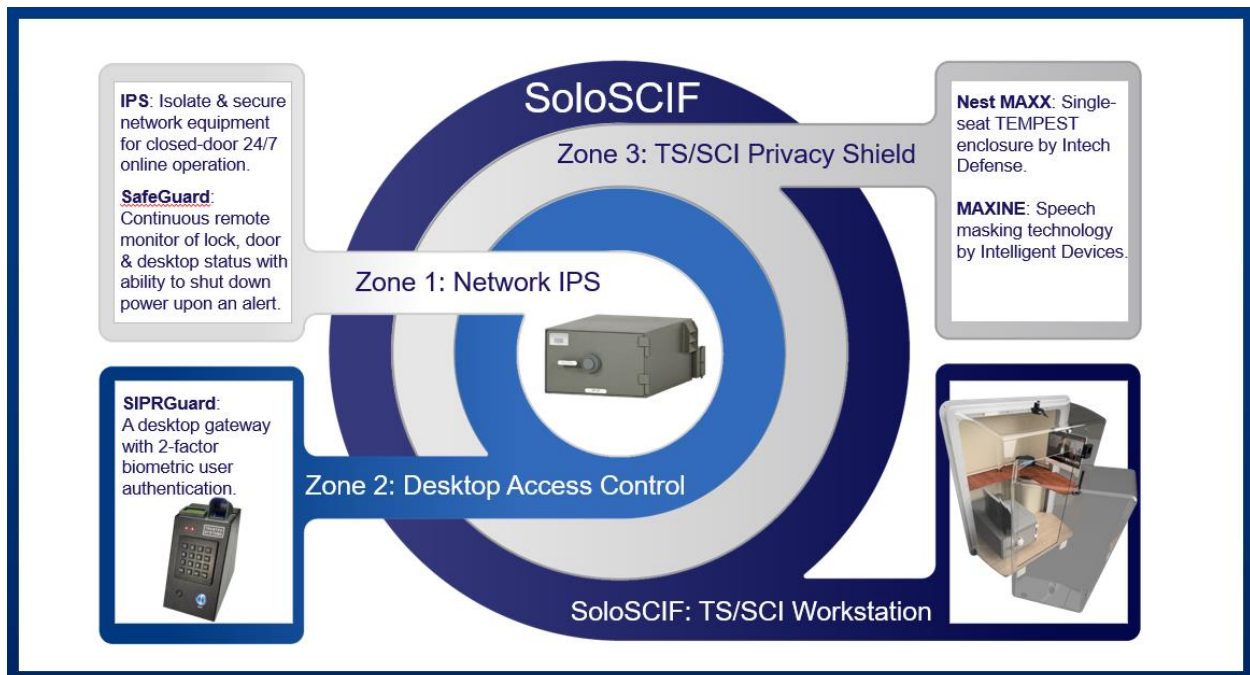 SoloSCIF
IPS: Isolate & secure
network equipment
for closed-door 24/7
online operation.
SafeGuard:
Continuous remote
monitor of lock, door
& desktop status with
ability to shut down
power upon an alert.
Zone 1: Network IPS
SIPRGuard:
A desktop gateway
with 2-factor
biometric user
authentication.
Zone 2: Desktop Access Control
Zone 3: TS/SCI Privacy Shield
Nest MAXX: Single-
seat TEMPEST
enclosure by Intech
Defense.
MAXINE: Speech
masking technology
by Intelligent Devices.
SoloSCIF: TS/SCI Workstation